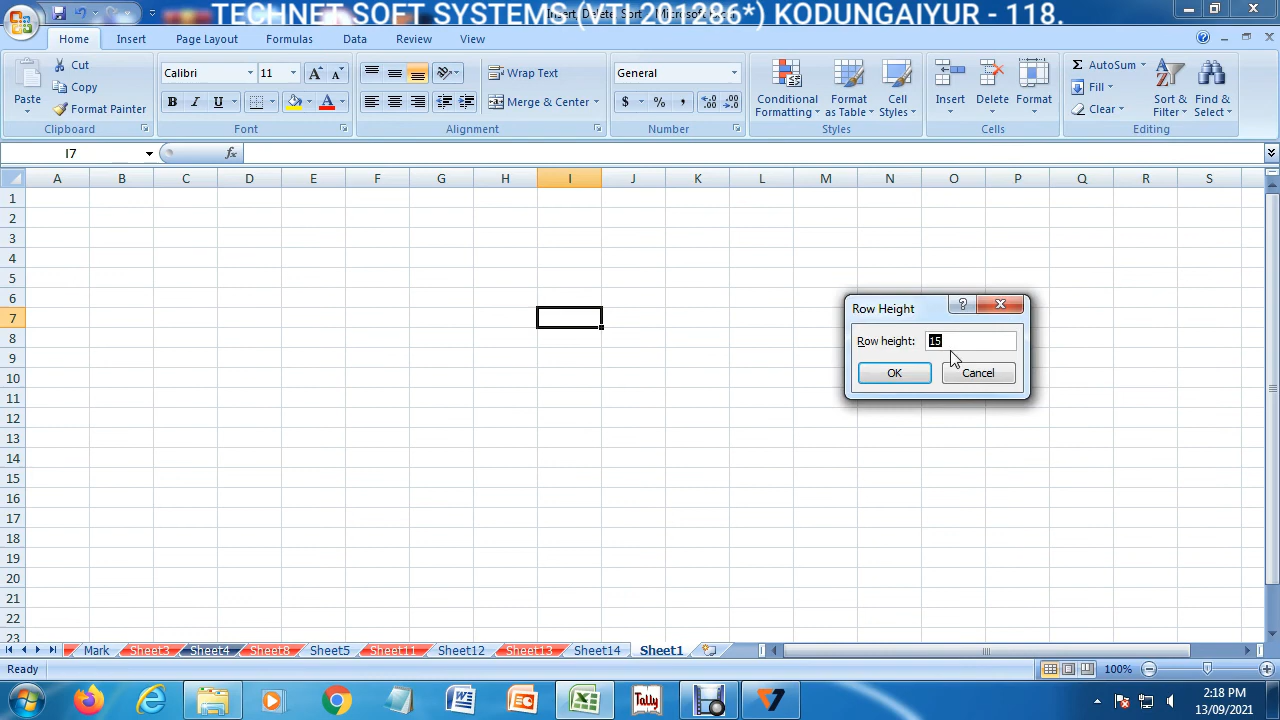 TECHNET SOFT SYSTEMS (VTI201286*) KODUNGAIYUR - 118.
Home Insert Page Layout Formulas Data Review View
Paste
Cut
Copy
Format Painter
Clipboard
Calibri 11
B I U
Font
Wrap Text
Merge & Center
Alignment
General
$ % ,
Number
Conditional Formatting
Format as Table
Cell Styles
Styles
Insert
Delete
Format
Cells
Σ AutoSum
Fill
Clear
Sort & Filter
Find & Select
Editing
I7 fx
A B C D E F G H I J K L M N O P Q R S
1
2
3
4
5
6
7
8
9
10
11
12
13
14
15
16
17
18
19
20
21
22
23
Row Height
Row height: 15
OK Cancel
Mark Sheet3 Sheet4 Sheet8 Sheet5 Sheet11 Sheet12 Sheet13 Sheet14 Sheet1
Ready 100%
Tally
2:18 PM
13/09/2021